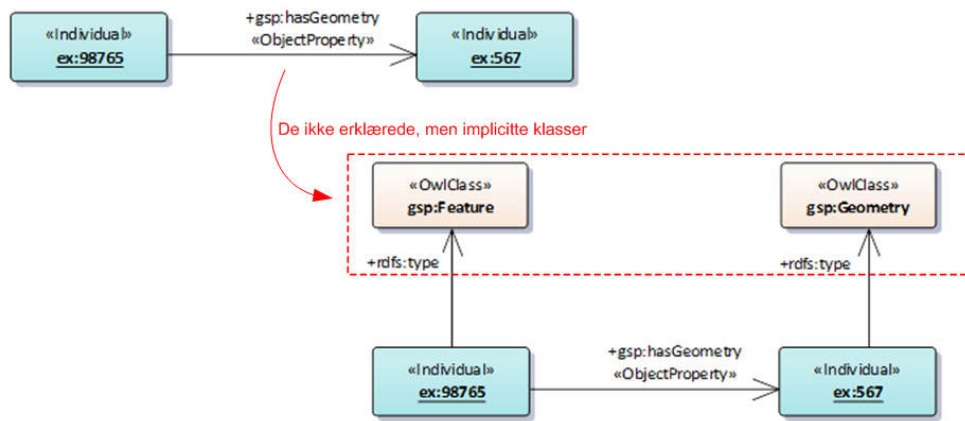 +gsp:hasGeometry
«ObjectProperty»
«Individual»
ex:98765
«Individual»
ex:567
De ikke erklærede, men implicitte klasser
«OwlClass»
gsp:Feature
«OwlClass»
gsp:Geometry
+rdfs:type
+rdfs:type
+gsp:hasGeometry
«ObjectProperty»
«Individual»
ex:98765
«Individual»
ex:567